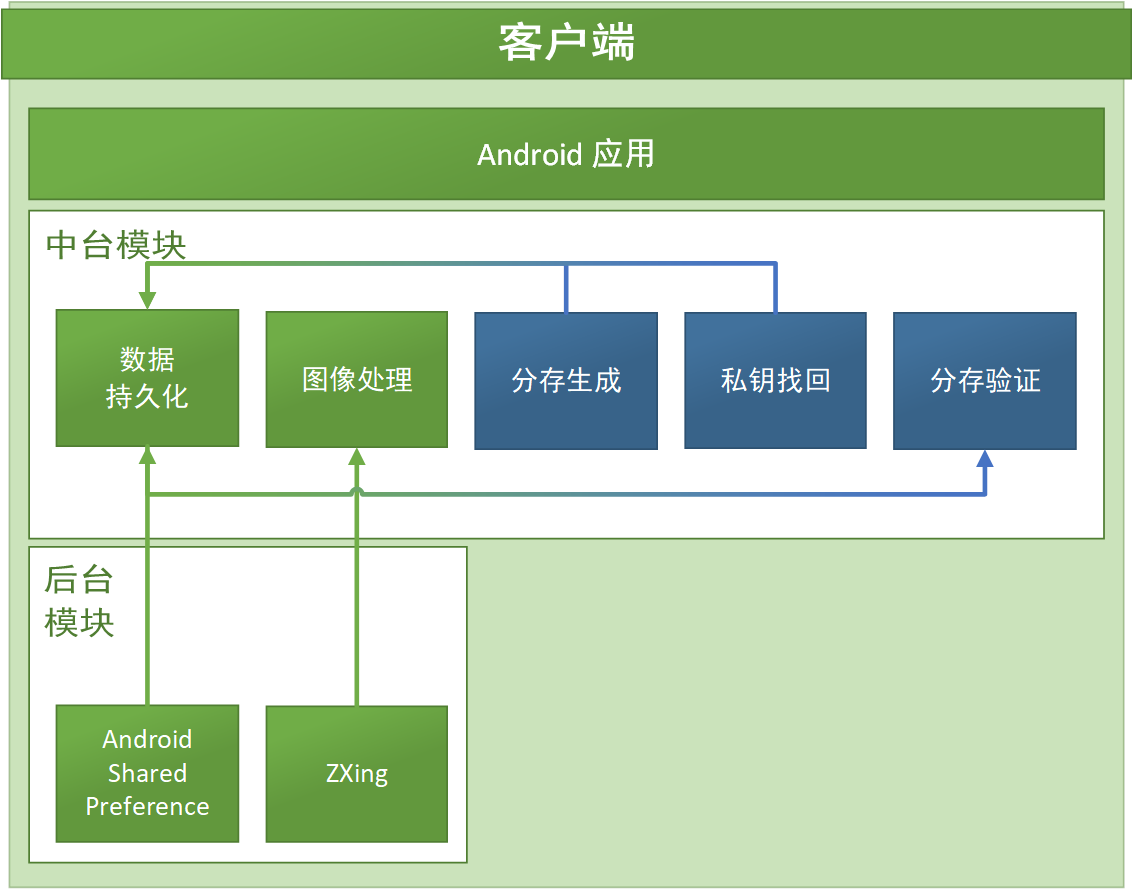 客户端
Android 应用
中台模块
数据
持久化
图像处理
分存生成
私钥找回
分存验证
后台
模块
Android
Shared
Preference
ZXing